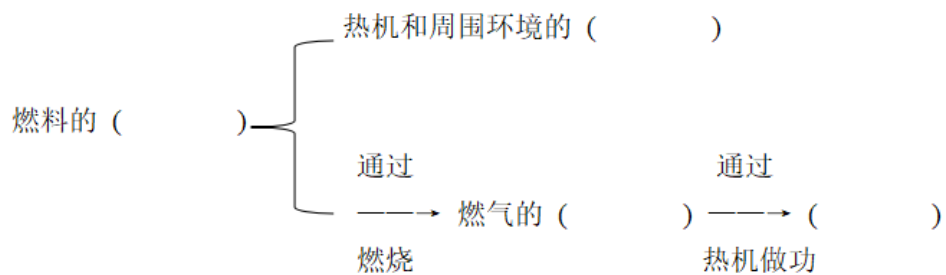 热机和周围环境的 (        )
燃料的 (        )
通过 通过
燃气的 (        ) (        )
燃烧 热机做功